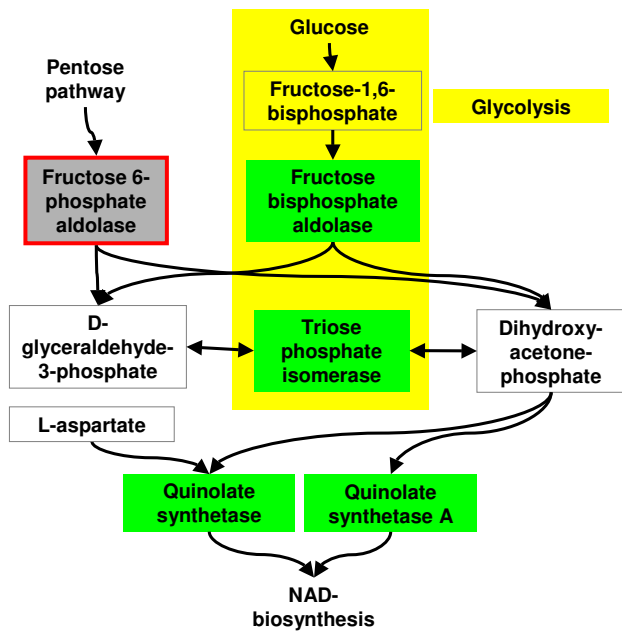 Glucose
Pentose
pathway
Fructose-1,6-
bisphosphate
Glycolysis
Fructose 6-
phosphate
aldolase
Fructose
bisphosphate
aldolase
D-
glyceraldehyde-
3-phosphate
Triose
phosphate
isomerase
Dihydroxy-
acetone-
phosphate
L-aspartate
Quinolate
synthetase
Quinolate
synthetase A
NAD-
biosynthesis